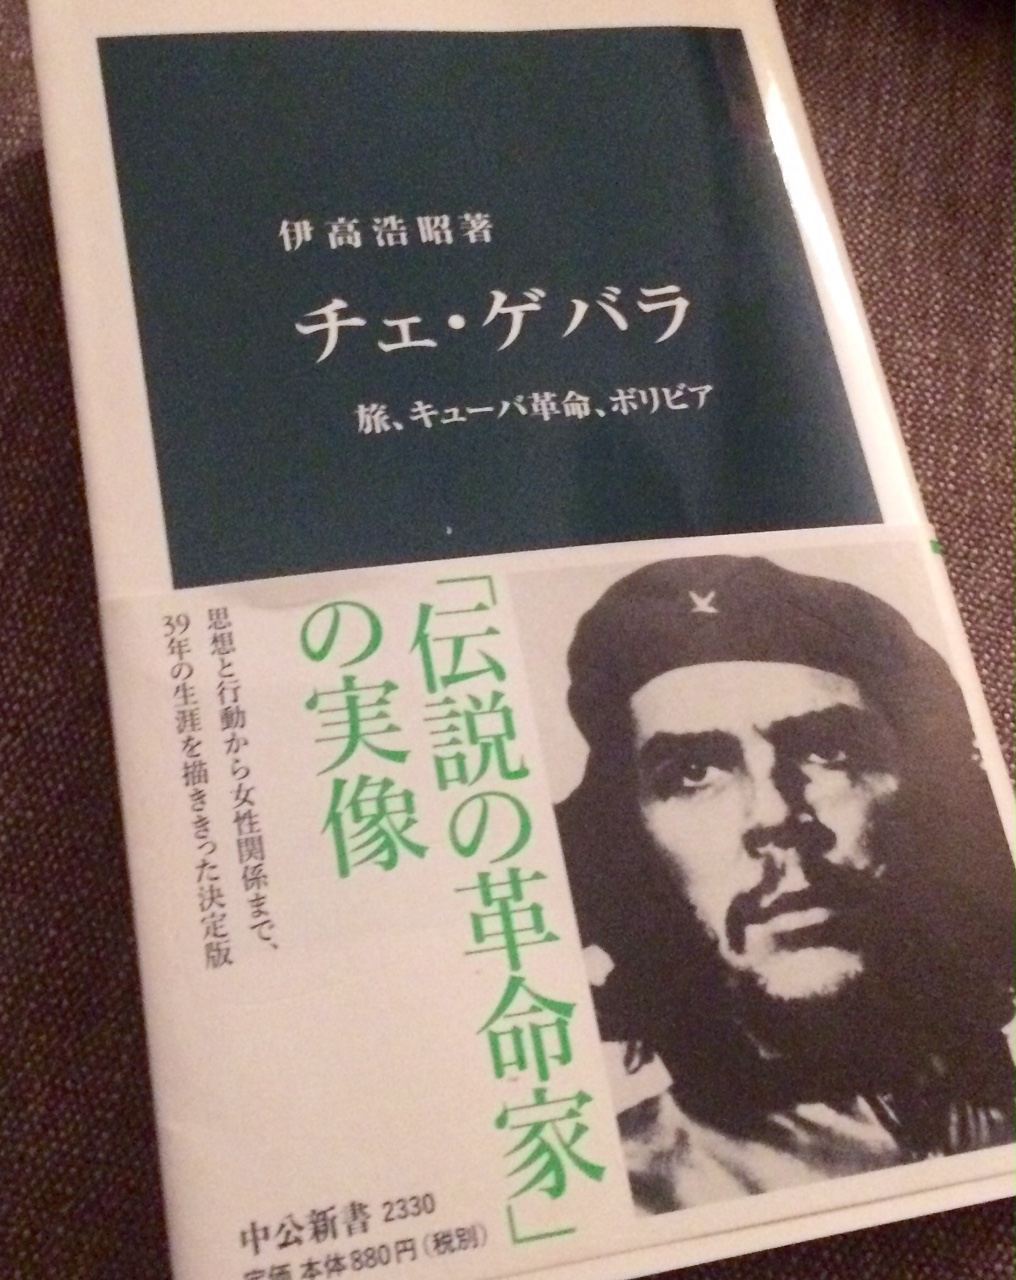 伊高浩昭著
チェ・ゲバラ
旅、キューバ革命、ボリビア
「伝説の革命家」
の実像
思想と行動から女性関係まで、
39年の生涯を描ききった決定版
中公新書 2330
定価 本体880円(税別)